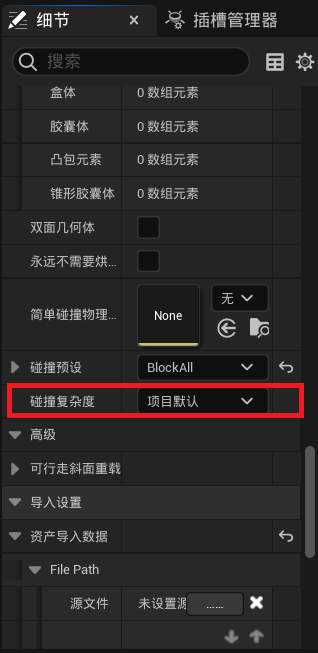 细节
插槽管理器
搜索
盒体 0 数组元素
胶囊体 0 数组元素
凸包元素 0 数组元素
锥形胶囊体 0 数组元素
双面几何体
永远不需要烘...
简单碰撞物理... None 无
碰撞预设 BlockAll
碰撞复杂度 项目默认
高级
可行走斜面重载
导入设置
资产导入数据
File Path
源文件 未设置源 ......